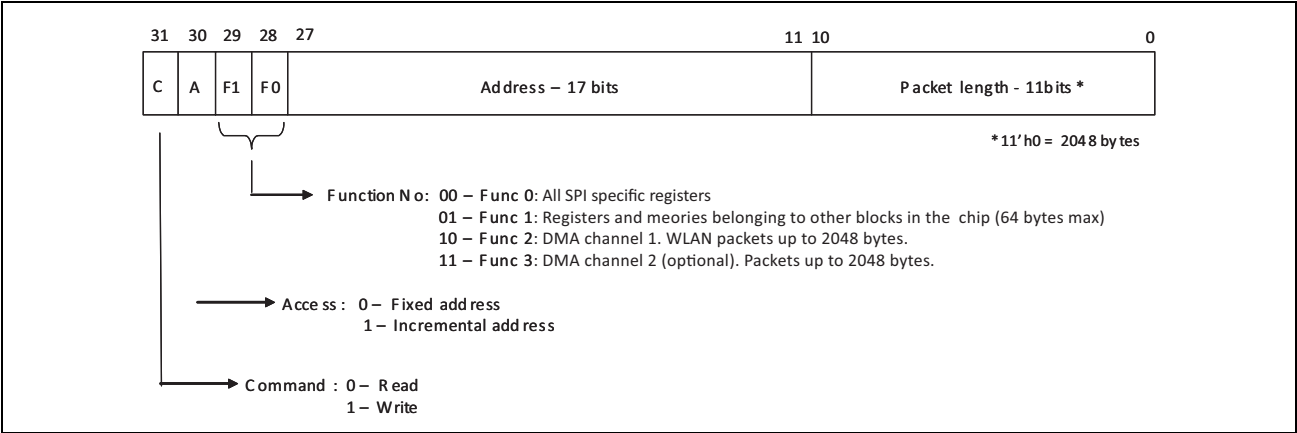 31 30 29 28 27 11 10 0
C A F1 F0 Address – 17 bits Packet length - 11bits *
*11'h0 = 2048 bytes
Function No: 00 – Func 0: All SPI specific registers
01 – Func 1: Registers and meories belonging to other blocks in the chip (64 bytes max)
10 – Func 2: DMA channel 1. WLAN packets up to 2048 bytes.
11 – Func 3: DMA channel 2 (optional). Packets up to 2048 bytes.
Access : 0 – Fixed address
1 – Incremental address
Command : 0 – Read
1 – Write